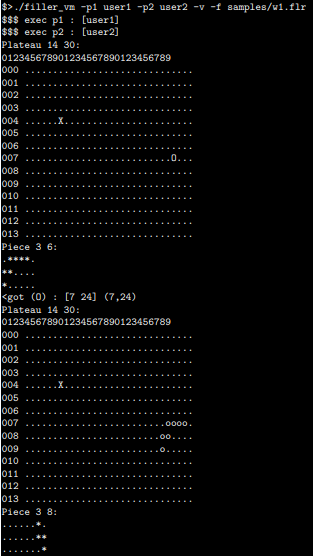 $>./filler_vm -p1 user1 -p2 user2 -v -f samples/w1.flr
$$$ exec p1 : [user1]
$$$ exec p2 : [user2]
Plateau 14 30:
012345678901234567890123456789
000 ..............................
001 ..............................
002 ..............................
003 ..............................
004 ......X.......................
005 ..............................
006 ..............................
007 ..........................O...
008 ..............................
009 ..............................
010 ..............................
011 ..............................
012 ..............................
013 ..............................
Piece 3 6:
.****.
**....
*.....
<got (O) : [7 24] (7,24)
Plateau 14 30:
012345678901234567890123456789
000 ..............................
001 ..............................
002 ..............................
003 ..............................
004 ......X.......................
005 ..............................
006 ..............................
007 .........................oooo.
008 ........................oo....
009 ........................o.....
010 ..............................
011 ..............................
012 ..............................
013 ..............................
Piece 3 8:
......*.
......**
.......*